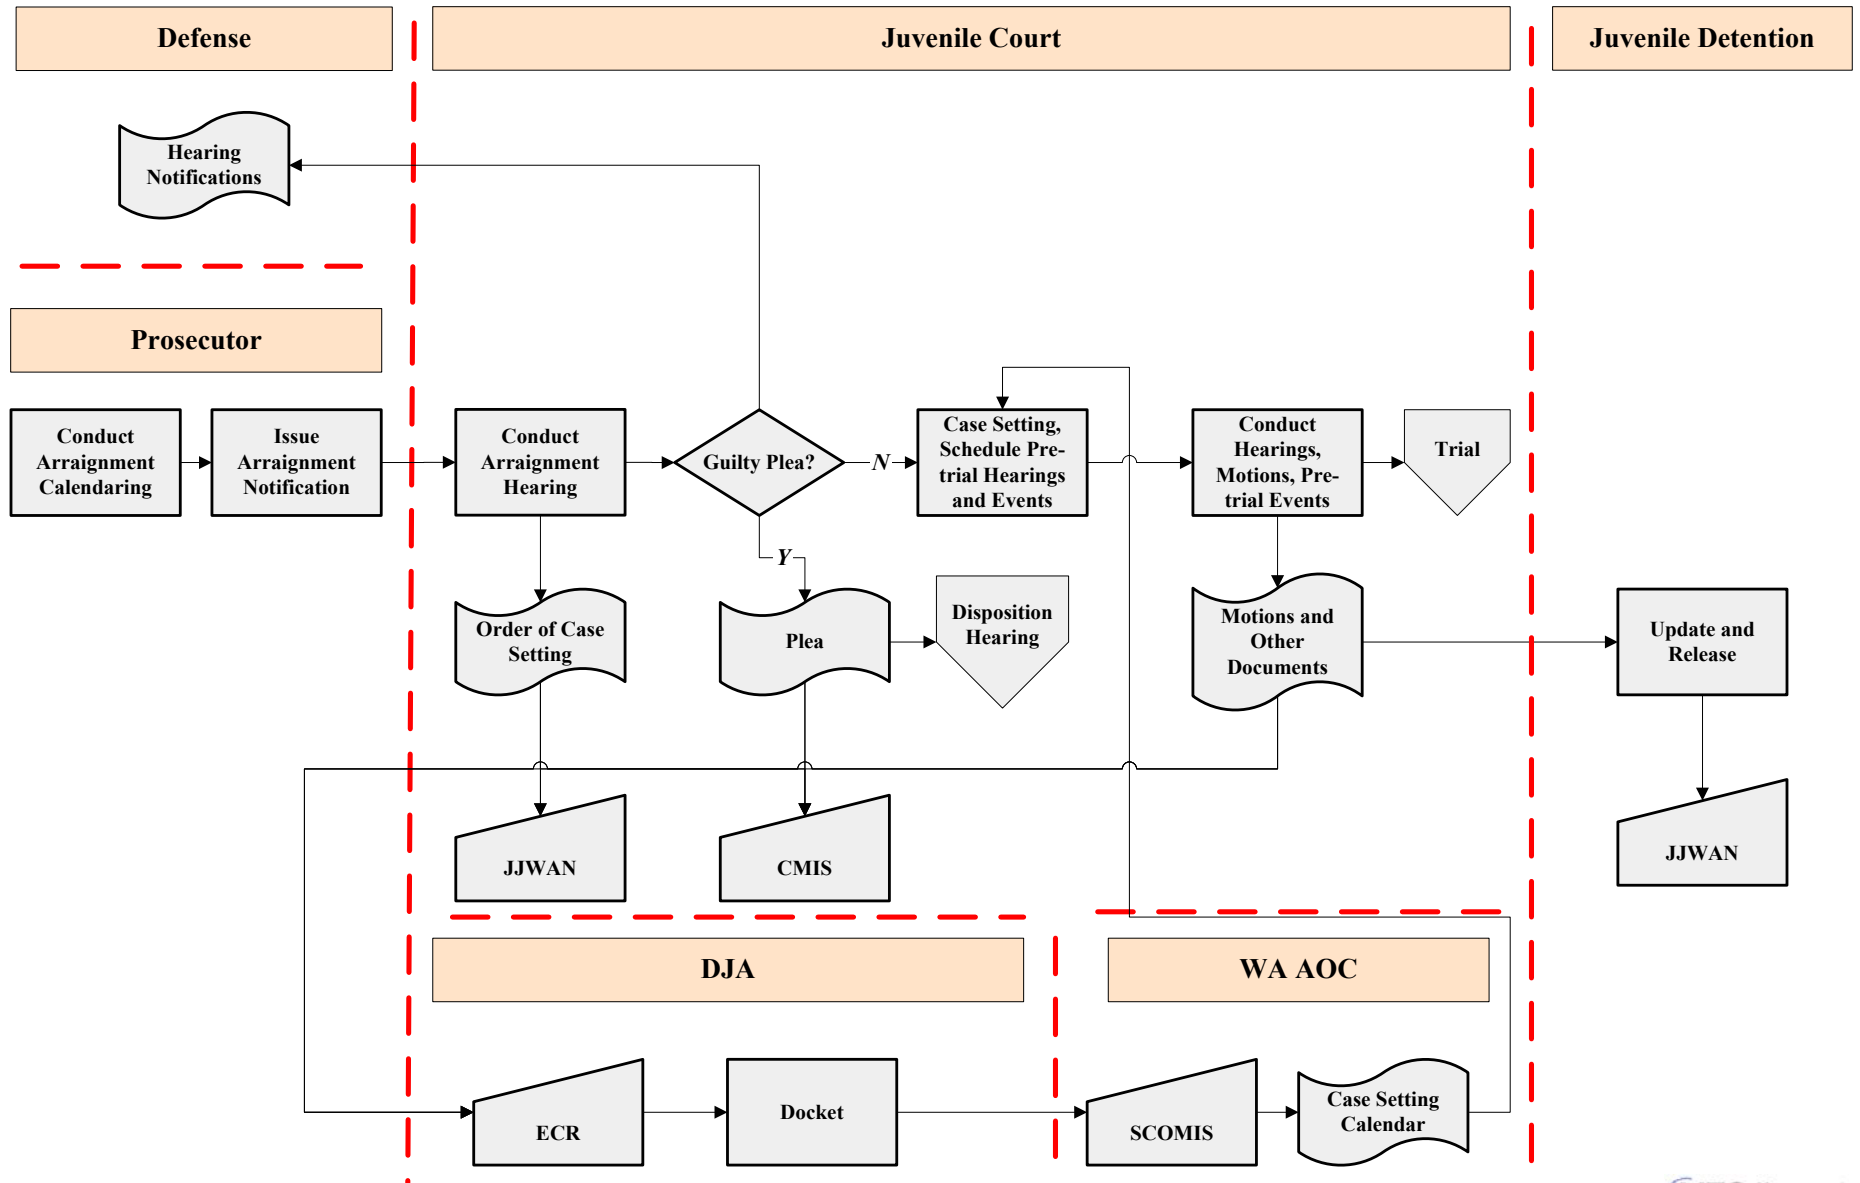 Defense
Juvenile Court
Juvenile Detention
Hearing
Notifications
Prosecutor
Conduct
Arraignment
Calendaring
Issue
Arraignment
Notification
Conduct
Arraignment
Hearing
Guilty Plea?
N
Case Setting,
Schedule Pre-
trial Hearings
and Events
Conduct
Hearings,
Motions, Pre-
trial Events
Trial
Y
Order of Case
Setting
Plea
Disposition
Hearing
Motions and
Other
Documents
Update and
Release
JJWAN
CMIS
JJWAN
DJA
WA AOC
ECR
Docket
SCOMIS
Case Setting
Calendar